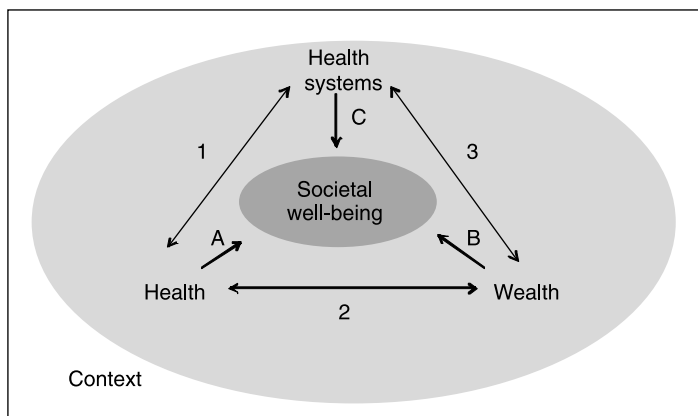 Health
systems
C
1
3
Societal
well-being
A
B
Health
Wealth
2
Context